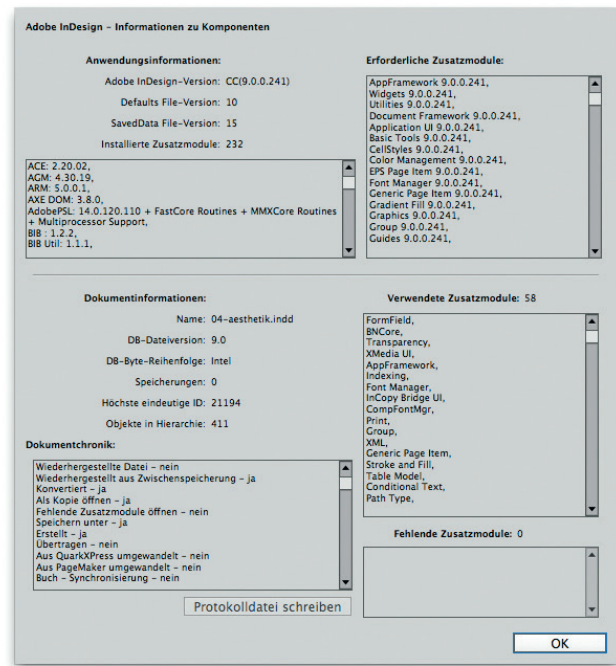 Adobe InDesign – Informationen zu Komponenten
Anwendungsinformationen:
Adobe InDesign-Version: CC(9.0.0.241)
Defaults File-Version: 10
SavedData File-Version: 15
Installierte Zusatzmodule: 232
ACE: 2.20.02,
AGM: 4.30.19,
ARM: 5.0.0.1,
AXE DOM: 3.8.0,
AdobePSL: 14.0.120.110 + FastCore Routines + MMXCore Routines
+ Multiprocessor Support,
BIB : 1.2.2,
BIB Util: 1.1.1,
Erforderliche Zusatzmodule:
AppFramework 9.0.0.241,
Widgets 9.0.0.241,
Utilities 9.0.0.241,
Document Framework 9.0.0.241,
Application UI 9.0.0.241,
Basic Tools 9.0.0.241,
CellStyles 9.0.0.241,
Color Management 9.0.0.241,
EPS Page Item 9.0.0.241,
Font Manager 9.0.0.241,
Generic Page Item 9.0.0.241,
Gradient Fill 9.0.0.241,
Graphics 9.0.0.241,
Group 9.0.0.241,
Guides 9.0.0.241,
Dokumentinformationen:
Name: 04-aesthetik.indd
DB-Dateiversion: 9.0
DB-Byte-Reihenfolge: Intel
Speicherungen: 0
Höchste eindeutige ID: 21194
Objekte in Hierarchie: 411
Dokumentchronik:
Wiederhergestellte Datei – nein
Wiederhergestellt aus Zwischenspeicherung – ja
Konvertiert – ja
Als Kopie öffnen – ja
Fehlende Zusatzmodule öffnen – nein
Speichern unter – ja
Erstellt – ja
Übertragen – nein
Aus QuarkXPress umgewandelt – nein
Aus PageMaker umgewandelt – nein
Buch – Synchronisierung – nein
Protokolldatei schreiben
Verwendete Zusatzmodule: 58
FormField,
BNCore,
Transparency,
XMedia UI,
AppFramework,
Indexing,
Font Manager,
InCopy Bridge UI,
CompFontMgr,
Print,
Group,
XML,
Generic Page Item,
Stroke and Fill,
Table Model,
Conditional Text,
Path Type,
Fehlende Zusatzmodule: 0
OK